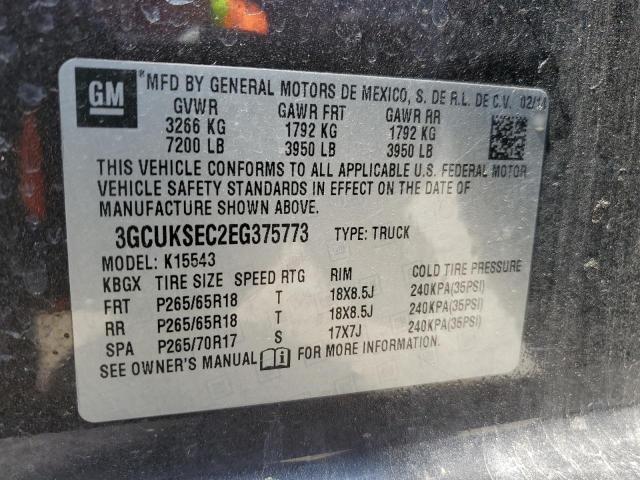 GM
*MFD BY GENERAL MOTORS DE MEXICO, S. DE R.L. DE C.V. 02/14
GVWR GAWR FRT GAWR RR
3266 KG 1792 KG 1792 KG
7200 LB 3950 LB 3950 LB
THIS VEHICLE CONFORMS TO ALL APPLICABLE U.S. FEDERAL MOTOR
VEHICLE SAFETY STANDARDS IN EFFECT ON THE DATE OF
MANUFACTURE SHOWN ABOVE.
3GCUKSEC2EG375773 TYPE: TRUCK
MODEL: K15543
KBGX TIRE SIZE SPEED RTG RIM COLD TIRE PRESSURE
FRT P265/65R18 T 18X8.5J 240KPA(35PSI)
RR P265/65R18 T 18X8.5J 240KPA(35PSI)
SPA P265/70R17 S 17X7J 240KPA(35PSI)
SEE OWNER'S MANUAL FOR MORE INFORMATION.